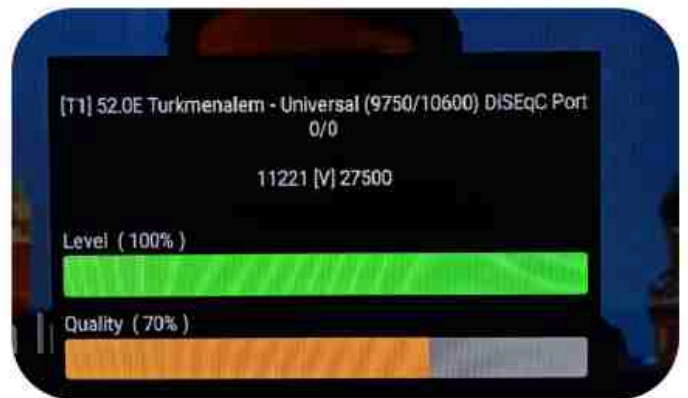 [T1] 52.0E Turkmenalem - Universal (9750/10600) DiSEqC Port
0/0
11221 [V] 27500
Level ( 100% )
Quality ( 70% )